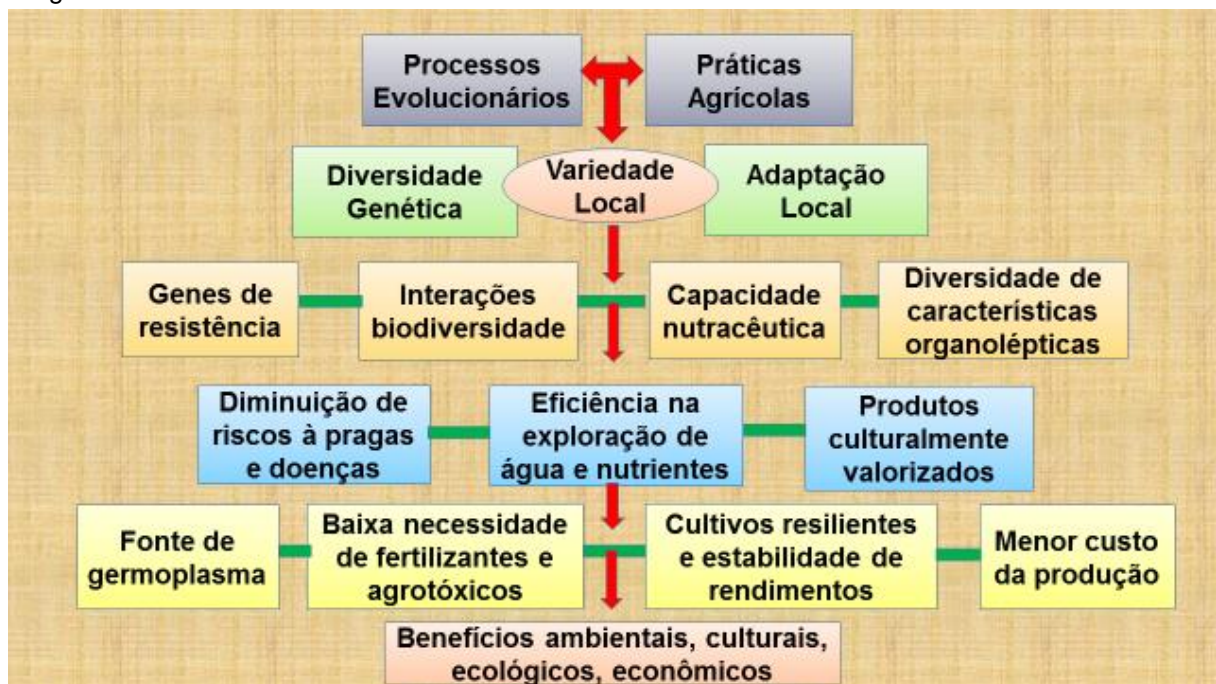 Processos
Evolucionários
Práticas
Agrícolas
Diversidade
Genética
Variedade
Local
Adaptação
Local
Genes de
resistência
Interações
biodiversidade
Capacidade
nutracêutica
Diversidade de
características
organolépticas
Diminuição de
riscos à pragas
e doenças
Eficiência na
exploração de
água e nutrientes
Produtos
culturalmente
valorizados
Fonte de
germoplasma
Baixa necessidade
de fertilizantes e
agrotóxicos
Cultivos resilientes
e estabilidade de
rendimentos
Menor custo
da produção
Benefícios ambientais, culturais,
ecológicos, econômicos